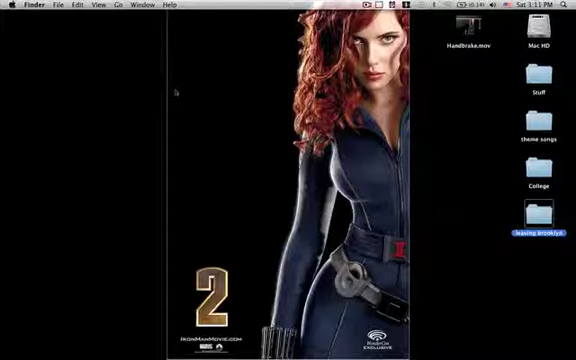 Finder File Edit View Go Window Help
Sat 3:11 PM
Handbrake.mov
Mac HD
Stuff
theme songs
College
leaving brooklyn
2
IRONMANMOVIE.COM
WonderCon
EXCLUSIVE